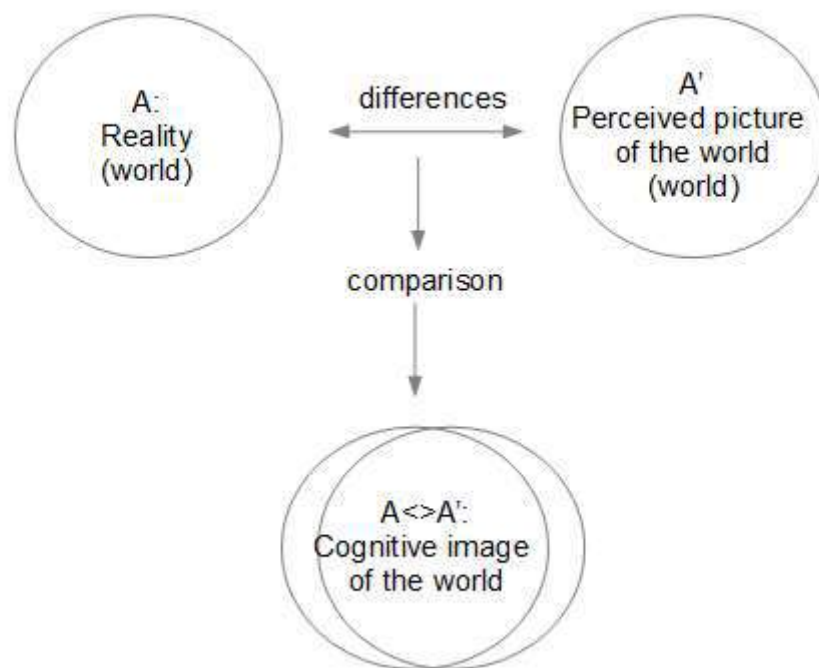 A:
Reality
(world)
differences
A'
Perceived picture
of the world
(world)
comparison
A<>A':
Cognitive image
of the world